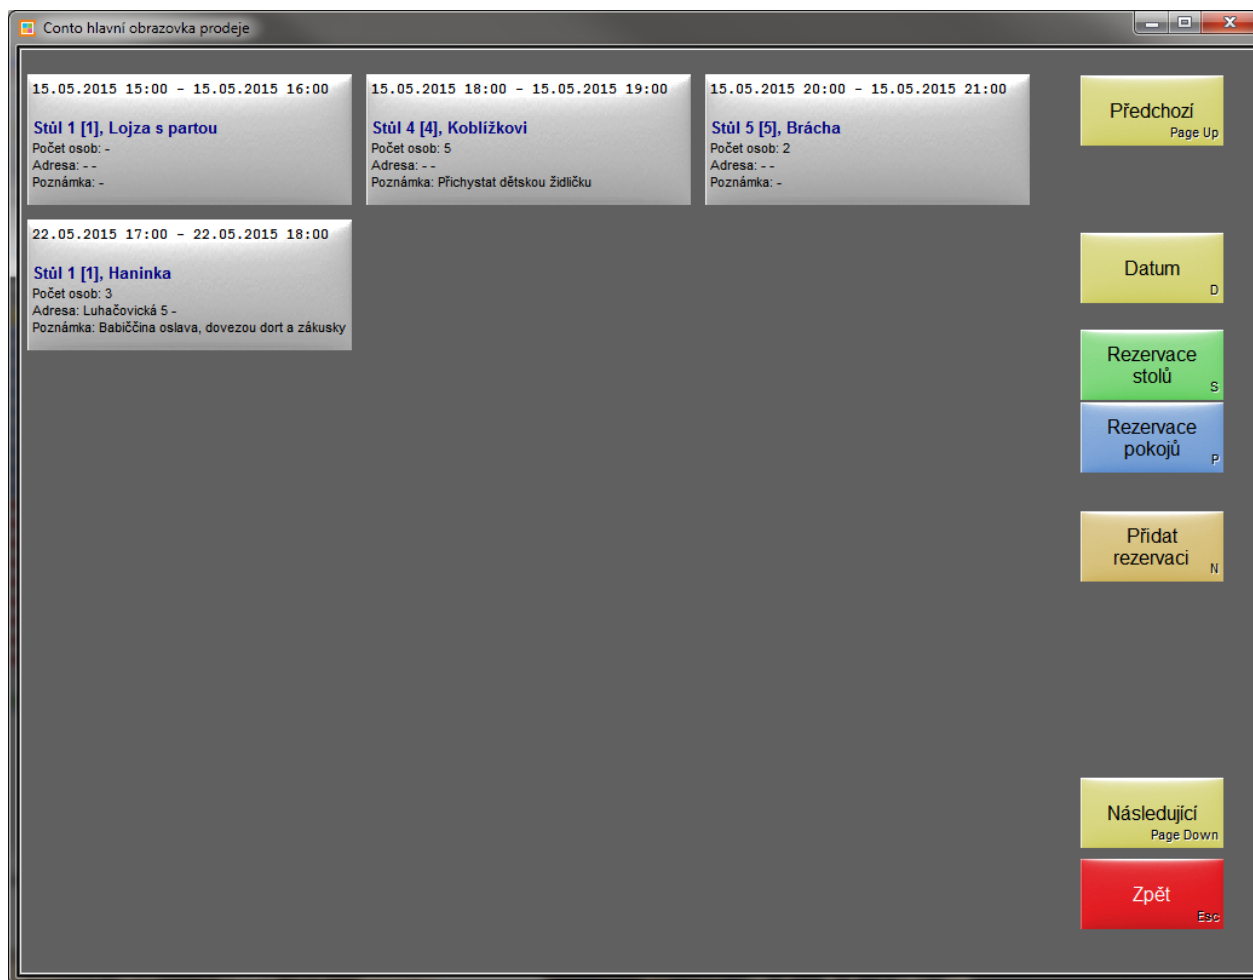 Conto hlavní obrazovka prodeje
15.05.2015 15:00 - 15.05.2015 16:00
Stůl 1 [1], Lojza s partou
Počet osob: -
Adresa: - -
Poznámka: -
15.05.2015 18:00 - 15.05.2015 19:00
Stůl 4 [4], Koblížkovi
Počet osob: 5
Adresa: - -
Poznámka: Přichystat dětskou židličku
15.05.2015 20:00 - 15.05.2015 21:00
Stůl 5 [5], Brácha
Počet osob: 2
Adresa: - -
Poznámka: -
22.05.2015 17:00 - 22.05.2015 18:00
Stůl 1 [1], Haninka
Počet osob: 3
Adresa: Luhačovická 5 -
Poznámka: Babiččina oslava, dovezou dort a zákusky
Předchozí
Page Up
Datum
D
Rezervace
stolů
S
Rezervace
pokojů
P
Přidat
rezervaci
N
Následující
Page Down
Zpět
Esc